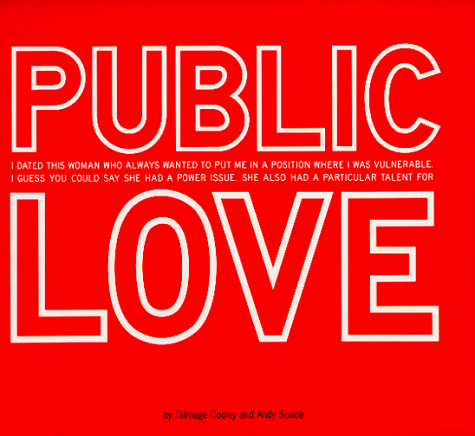 PUBLIC
I DATED THIS WOMAN WHO ALWAYS WANTED TO PUT ME IN A POSITION WHERE I WAS VULNERABLE.
I GUESS YOU COULD SAY SHE HAD A POWER ISSUE. SHE ALSO HAD A PARTICULAR TALENT FOR
LOVE
by Talmage Cooley and Andy Spade